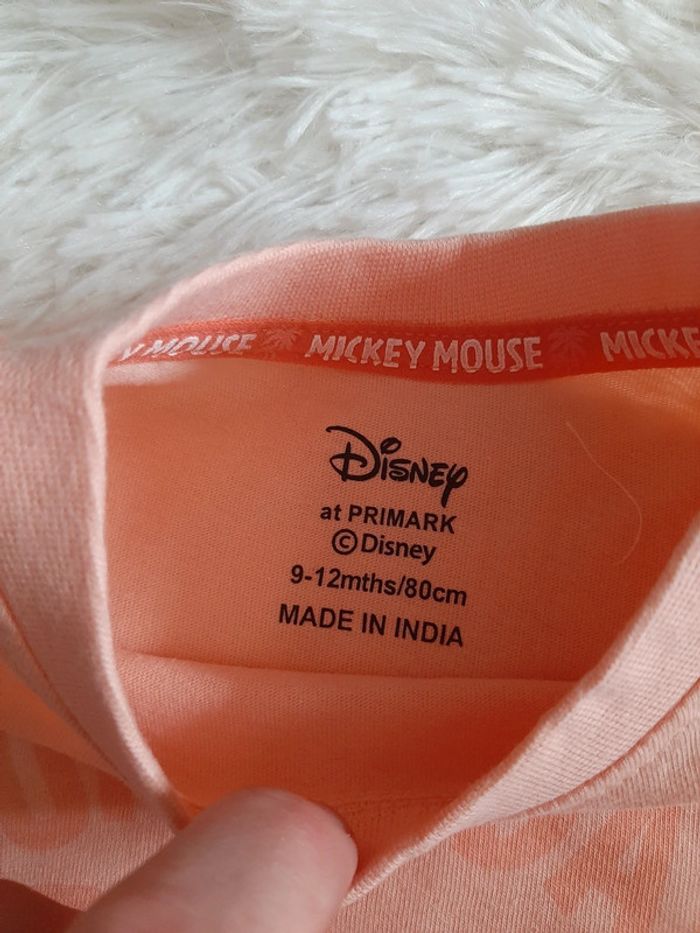 Y MOUSE MICKEY MOUSE MICKE
Disney
at PRIMARK
©Disney
9-12mths/80cm
MADE IN INDIA